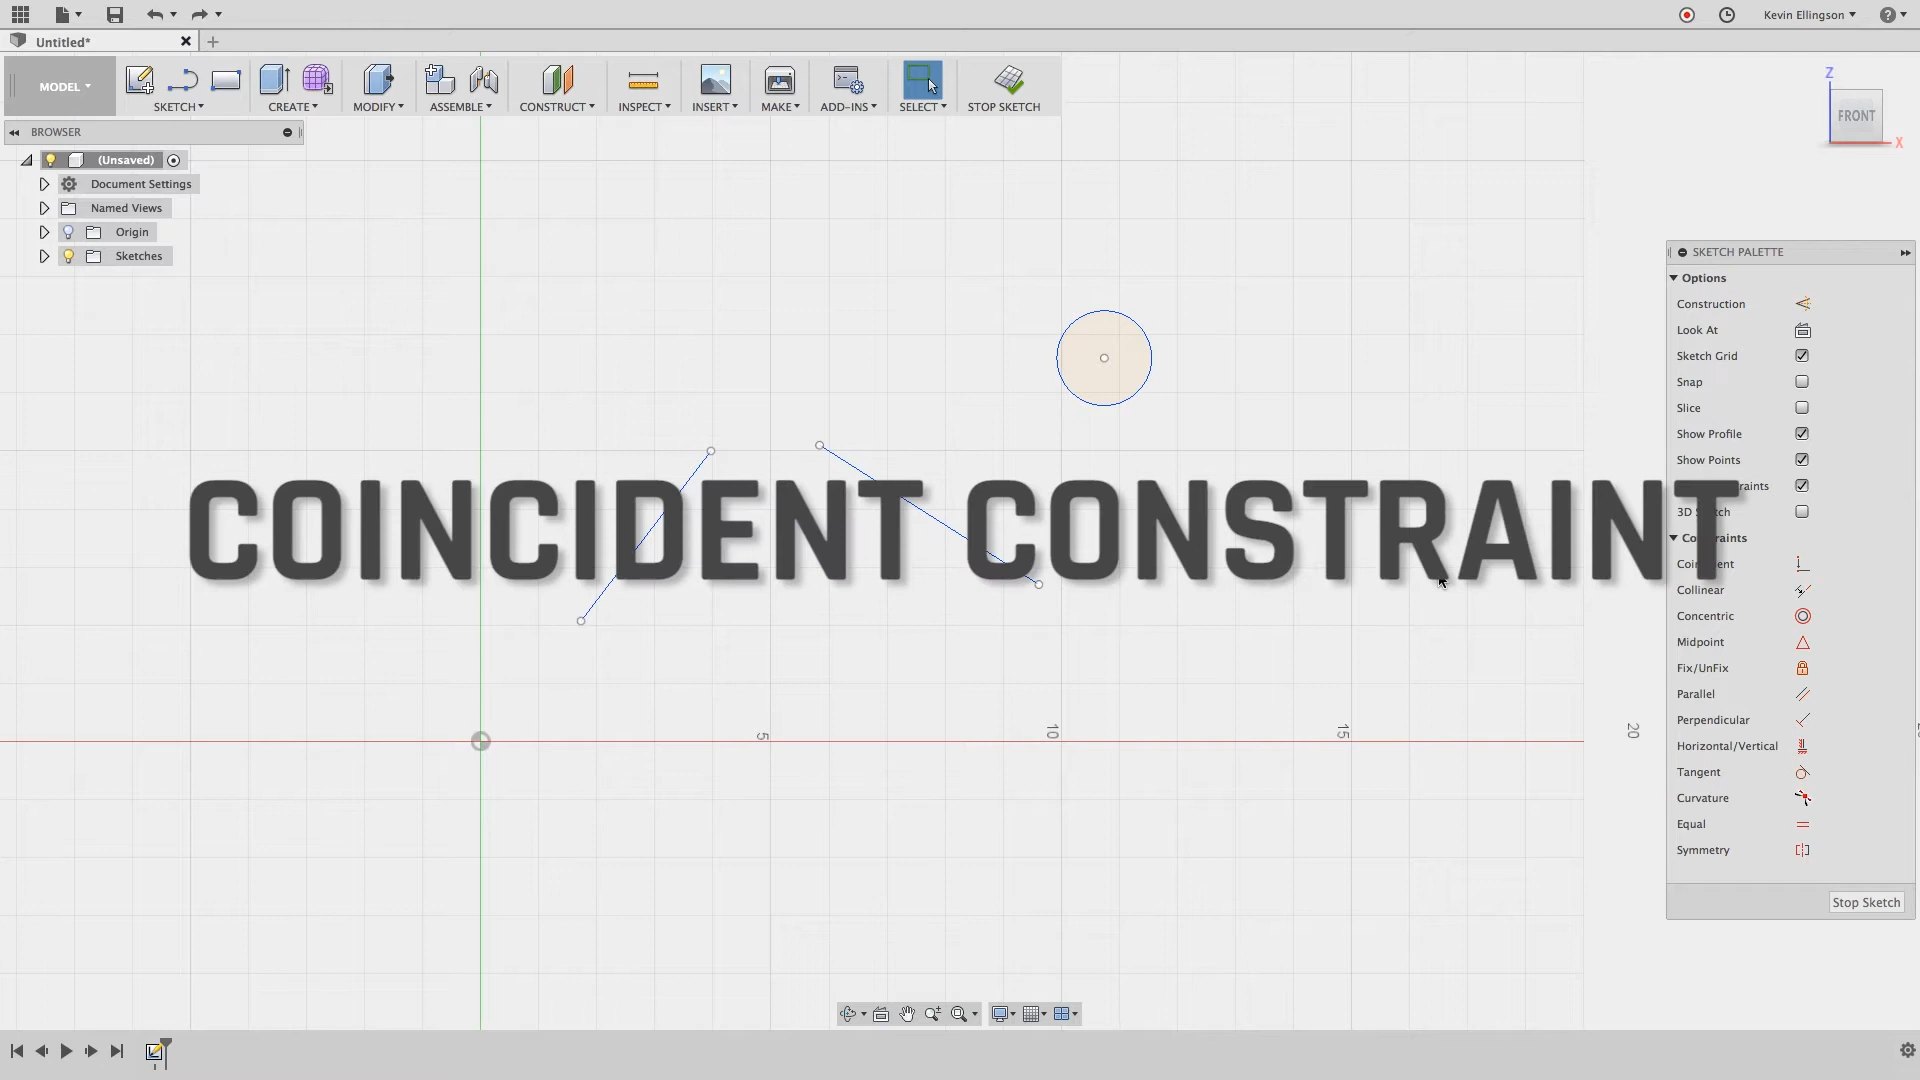 Kevin Ellingson
Untitled*
MODEL
SKETCH
CREATE
MODIFY
ASSEMBLE
CONSTRUCT
INSPECT
INSERT
MAKE
ADD-INS
SELECT
STOP SKETCH
Z
FRONT
X
BROWSER
(Unsaved)
Document Settings
Named Views
Origin
Sketches
SKETCH PALETTE
Options
Construction
Look At
Sketch Grid
Snap
Slice
Show Profile
Show Points
COINCIDENT CONSTRAINT
Collinear
Concentric
Midpoint
Fix/UnFix
Parallel
Perpendicular
Horizontal/Vertical
Tangent
Curvature
Equal
Symmetry
5
10
15
20
Stop Sketch